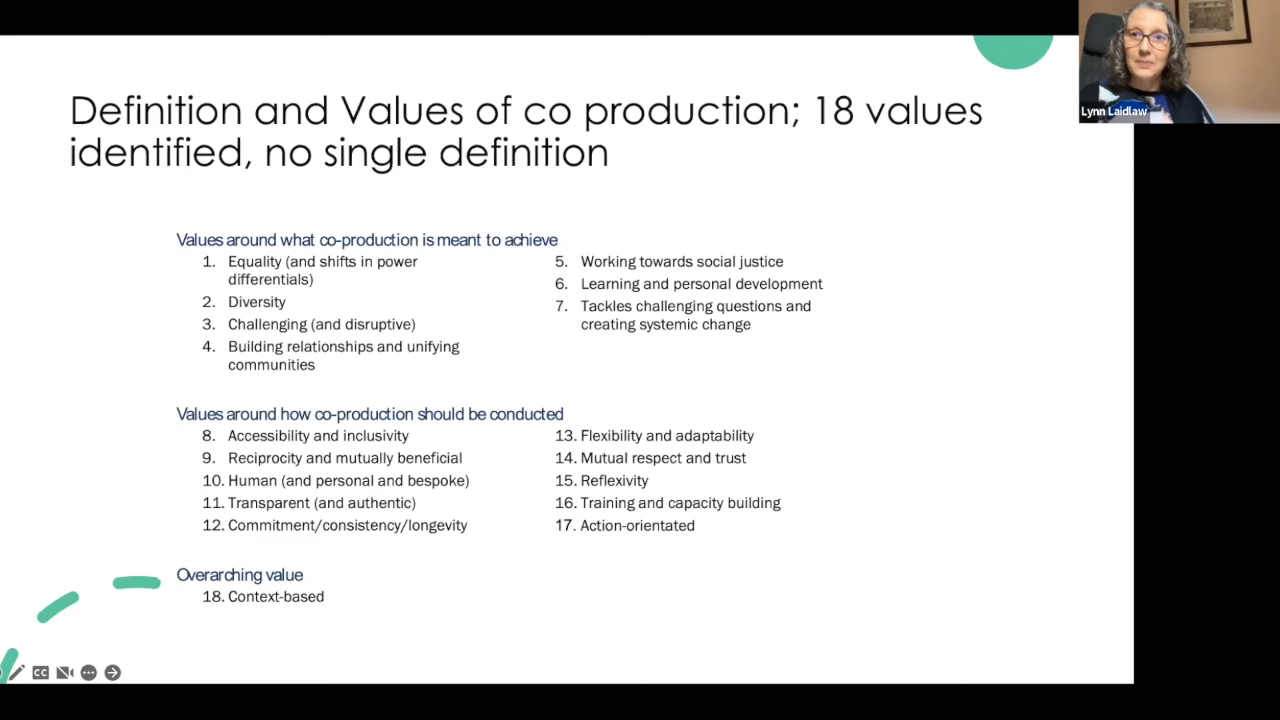 Definition and Values of co production; 18 values
identified, no single definition
Lynn Laidlaw
Values around what co-production is meant to achieve
1. Equality (and shifts in power
differentials)
2. Diversity
3. Challenging (and disruptive)
4. Building relationships and unifying
communities
5. Working towards social justice
6. Learning and personal development
7. Tackles challenging questions and
creating systemic change
Values around how co-production should be conducted
8. Accessibility and inclusivity
9. Reciprocity and mutually beneficial
10. Human (and personal and bespoke)
11. Transparent (and authentic)
12. Commitment/consistency/longevity
13. Flexibility and adaptability
14. Mutual respect and trust
15. Reflexivity
16. Training and capacity building
17. Action-orientated
Overarching value
18. Context-based
CC